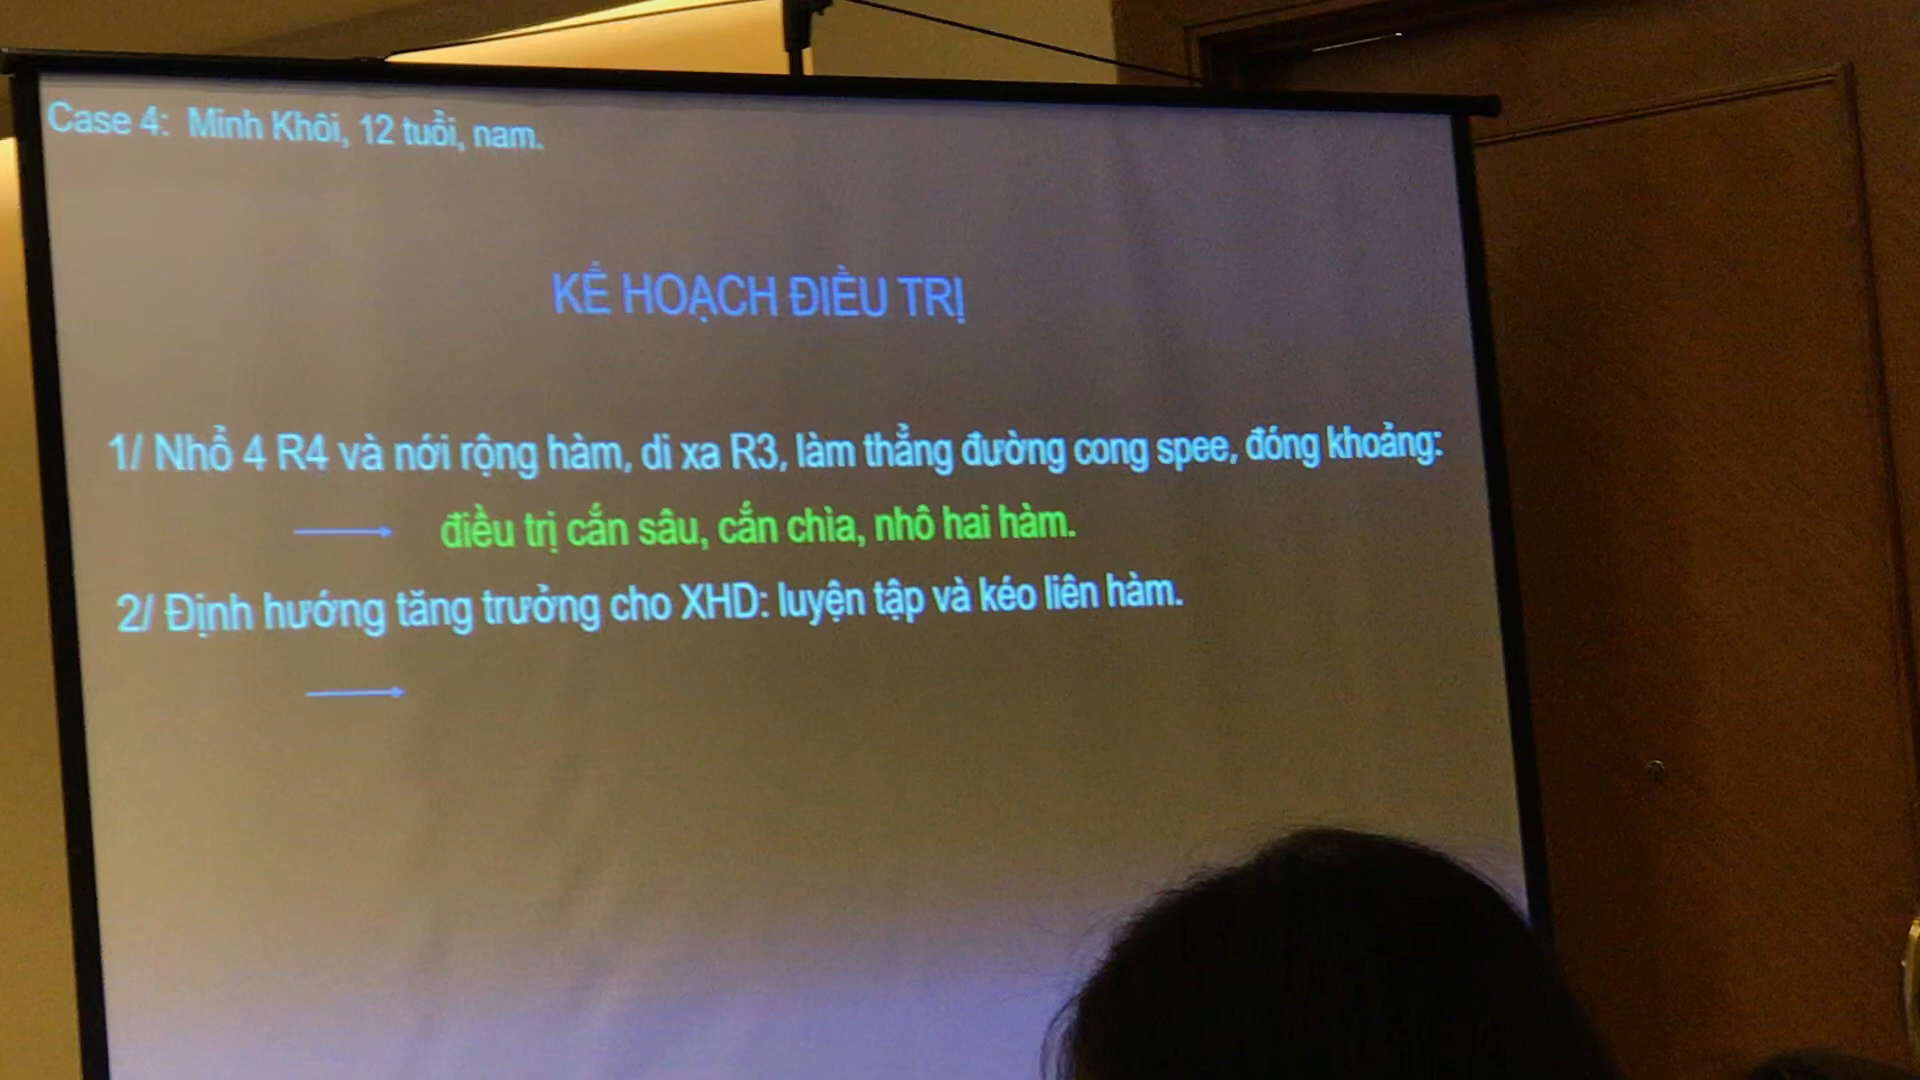 Case 4: Minh Khôi, 12 tuổi, nam.
KẾ HOẠCH ĐIỀU TRỊ
1/ Nhổ 4 R4 và nới rộng hàm, di xa R3, làm thẳng đường cong spee, đóng khoảng:
điều trị cắn sâu, cắn chìa, nhô hai hàm.
2/ Định hướng tăng trưởng cho XHD: luyện tập và kéo liên hàm.